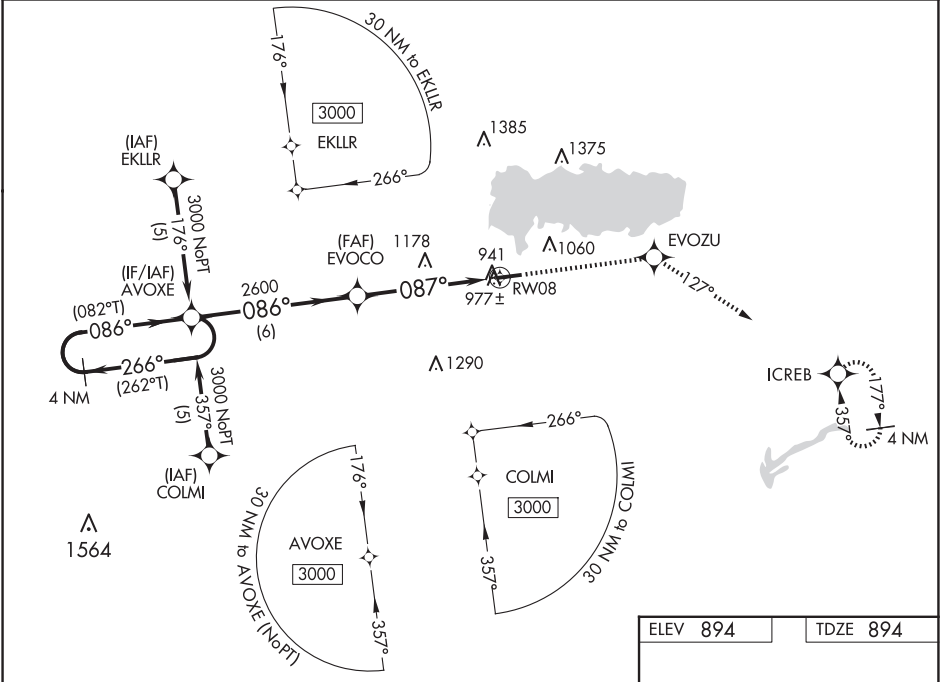 30 NM to EKLLR
176°
3000
EKLLR
266°
1385
1375
(IAF)
EKLLR
3000 NoPT
176°
(5)
(IF/IAF)
AVOXE
2600
086°
(6)
(FAF)
EVOCO
1178
087°
941
977±
RW08
1060
EVOZU
127°
(082°T)
086°
266°
(262°T)
4 NM
3000 NoPT
357°
(5)
(IAF)
COLMI
1290
ICREB
177°
357°
4 NM
1564
30 NM to AVOXE (NoPT)
176°
AVOXE
3000
357°
266°
COLMI
3000
357°
30 NM to COLMI
ELEV 894
TDZE 894